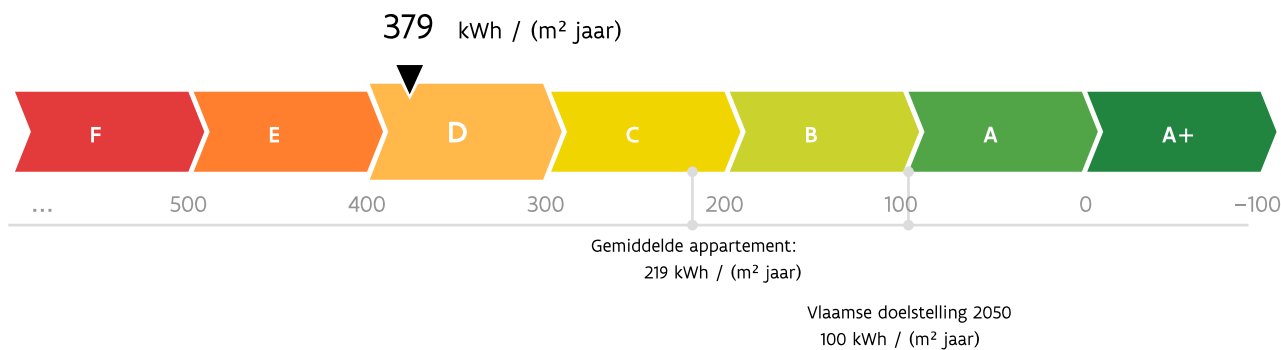 379 kWh / (m² jaar)
F E D C B A A+
... 500 400 300 200 100 0 −100
Gemiddelde appartement:
219 kWh / (m² jaar)
Vlaamse doelstelling 2050
100 kWh / (m² jaar)